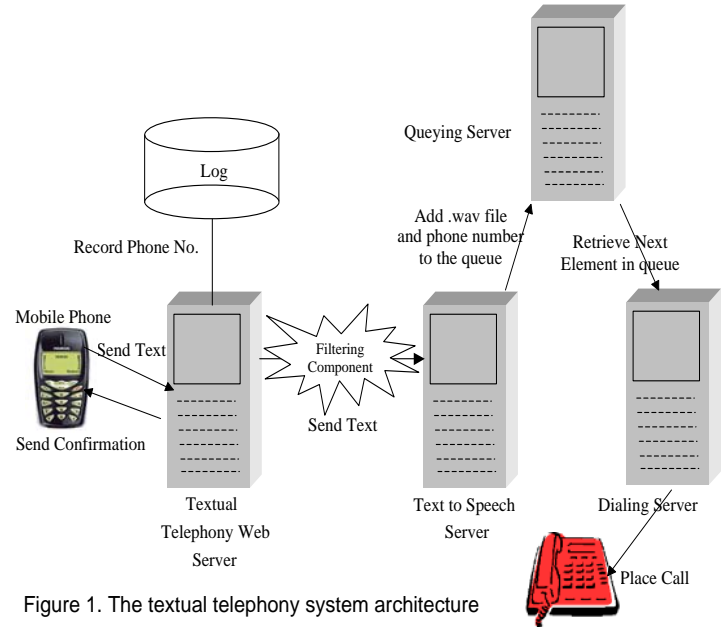 Queying Server
Log
Add .wav file
and phone number
to the queue
Retrieve Next
Element in queue
Record Phone No.
Mobile Phone
Send Text
Filtering
Component
Send Text
Send Confirmation
Textual
Telephony Web
Server
Text to Speech
Server
Dialing Server
Place Call
Figure 1. The textual telephony system architecture